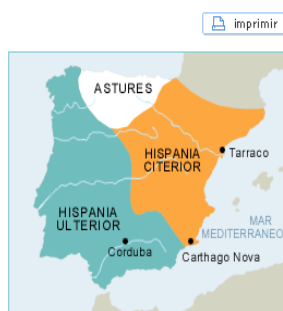 imprimir
ASTURES
HISPANIA
CITERIOR
Tarraco
HISPANIA
ULTERIOR
MAR
MEDITERRANEO
Corduba
Carthago Nova